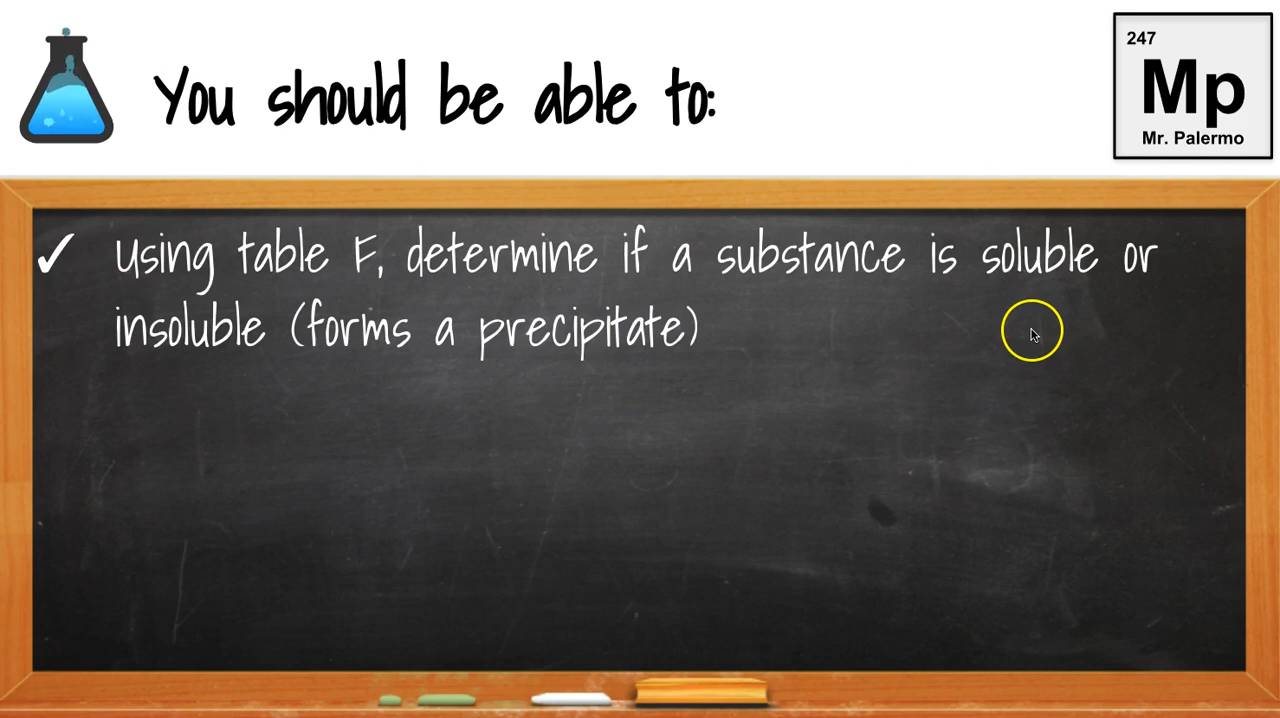 You should be able to:
247
Mp
Mr. Palermo
✓ Using table F, determine if a substance is soluble or
insoluble (forms a precipitate)